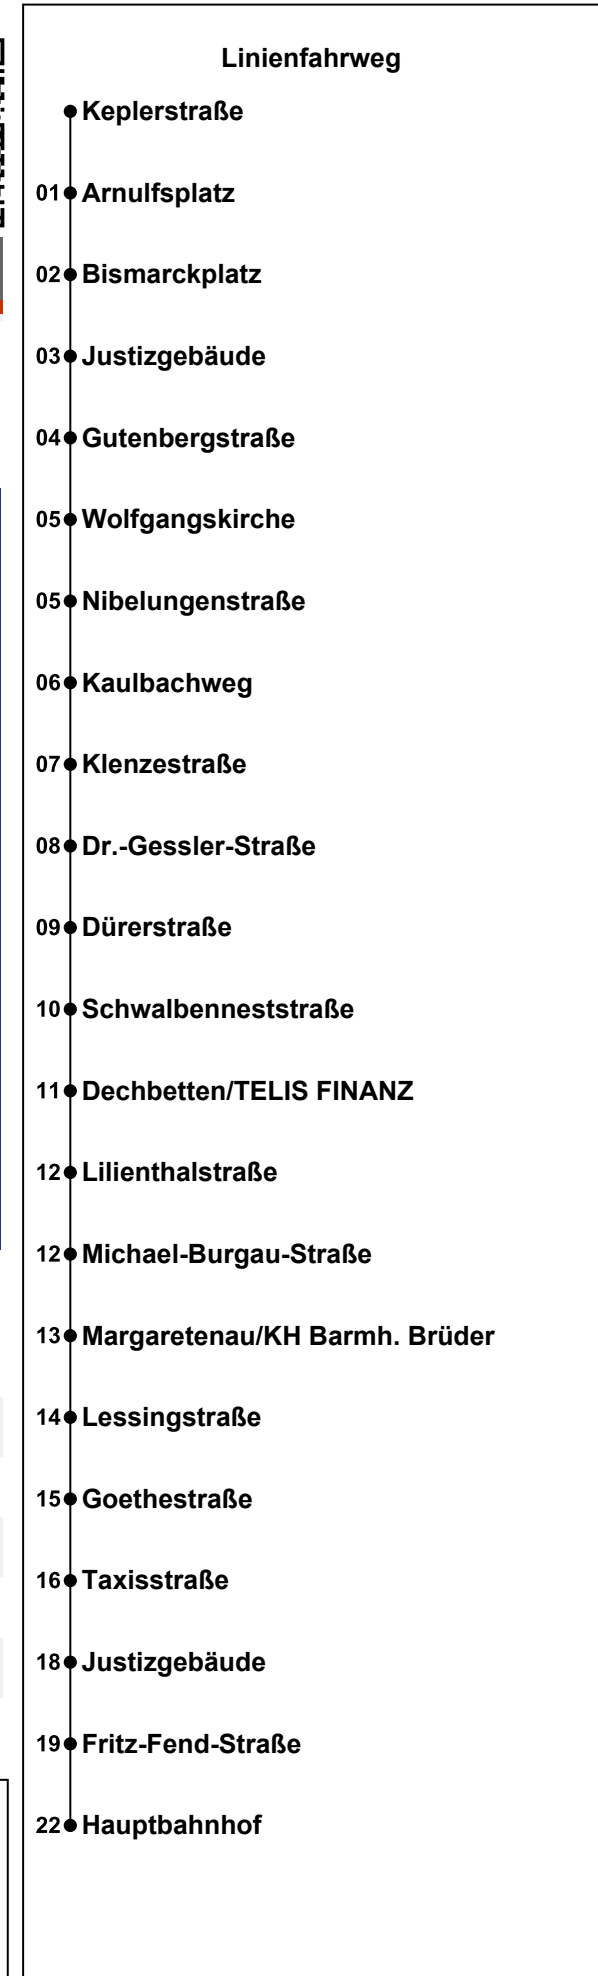 Linienfahrweg
Keplerstraße
01 Arnulfsplatz
02 Bismarckplatz
03 Justizgebäude
04 Gutenbergstraße
05 Wolfgangskirche
05 Nibelungenstraße
06 Kaulbachweg
07 Klenzestraße
08 Dr.-Gessler-Straße
09 Dürerstraße
10 Schwalbenneststraße
11 Dechbetten/TELIS FINANZ
12 Lilienthalstraße
12 Michael-Burgau-Straße
13 Margaretenau/KH Barmh. Brüder
14 Lessingstraße
15 Goethestraße
16 Taxisstraße
18 Justizgebäude
19 Fritz-Fend-Straße
22 Hauptbahnhof